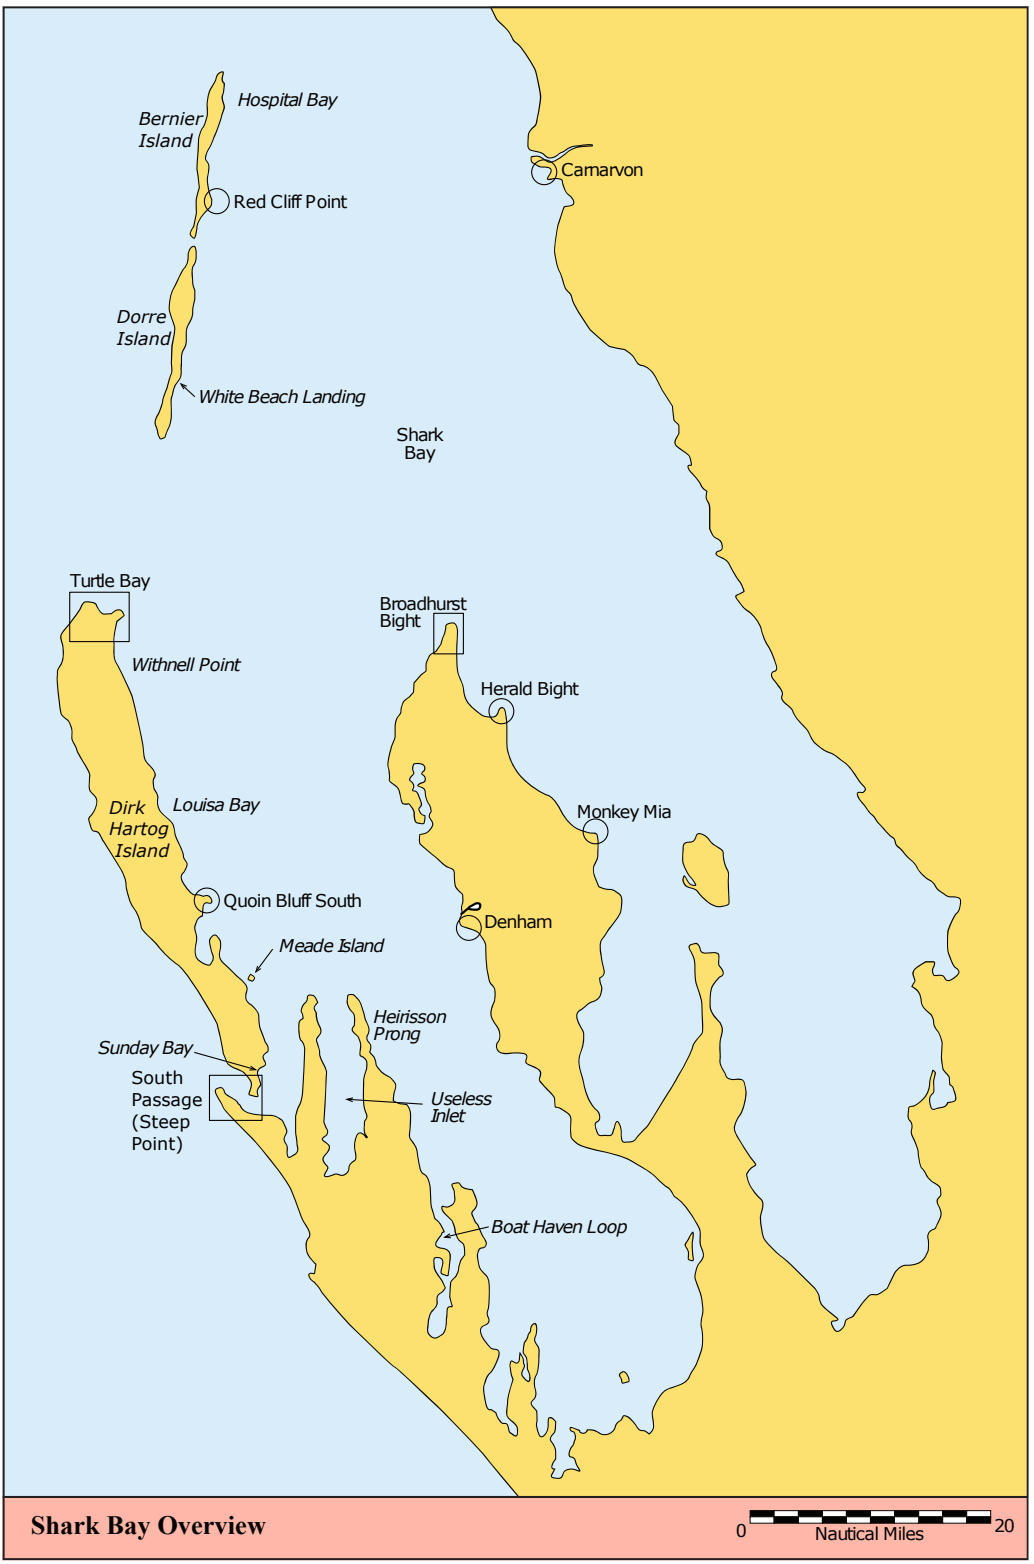 Hospital Bay
Bernier
Island
Carnarvon
Red Cliff Point
Dorre
Island
White Beach Landing
Shark
Bay
Turtle Bay
Broadhurst
Bight
Withnell Point
Herald Bight
Dirk
Hartog
Island
Louisa Bay
Monkey Mia
Quoin Bluff South
Denham
Meade Island
Heirisson
Prong
Sunday Bay
South
Passage
(Steep
Point)
Useless
Inlet
Boat Haven Loop
Shark Bay Overview
0
20
Nautical Miles